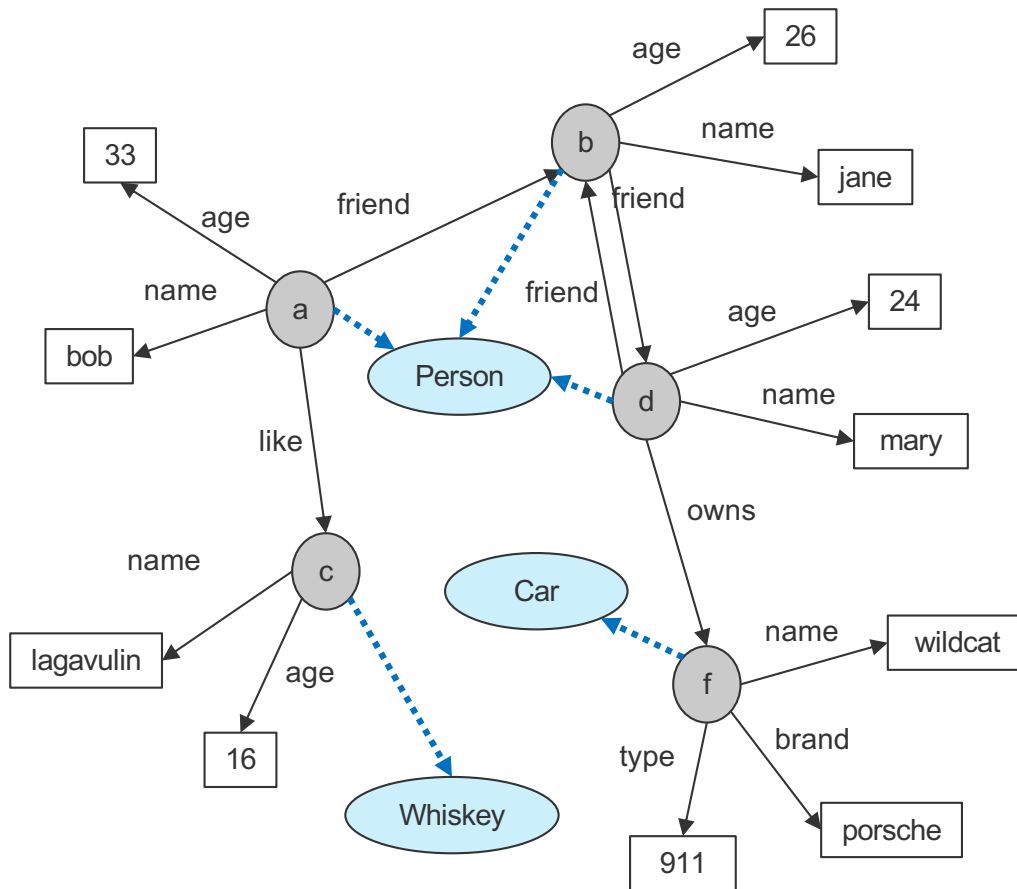 26
age
b
name
33
jane
friend
friend
age
name
friend
24
a
age
bob
Person
d
name
mary
like
owns
name
c
Car
name
wildcat
lagavulin
age
f
16
type
brand
Whiskey
porsche
911